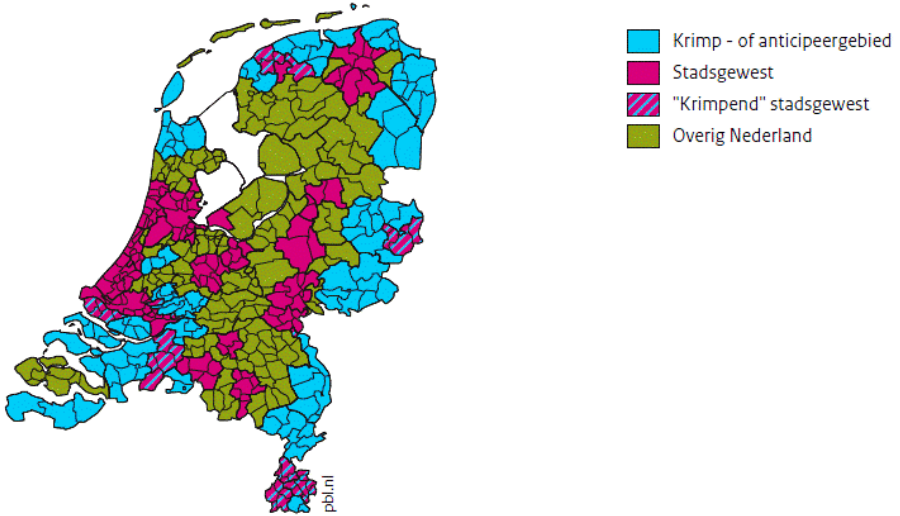 Krimp - of anticipeergebied
Stadsgewest
"Krimpend" stadsgewest
Overig Nederland
pbl.nl